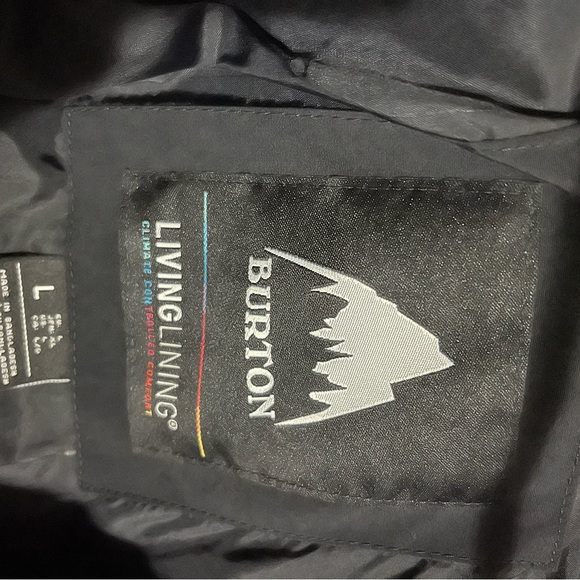 BURTON
LIVINGLINING®
CLIMATE CONTROLLED COMFORT
L
MADE IN BANGLADESH